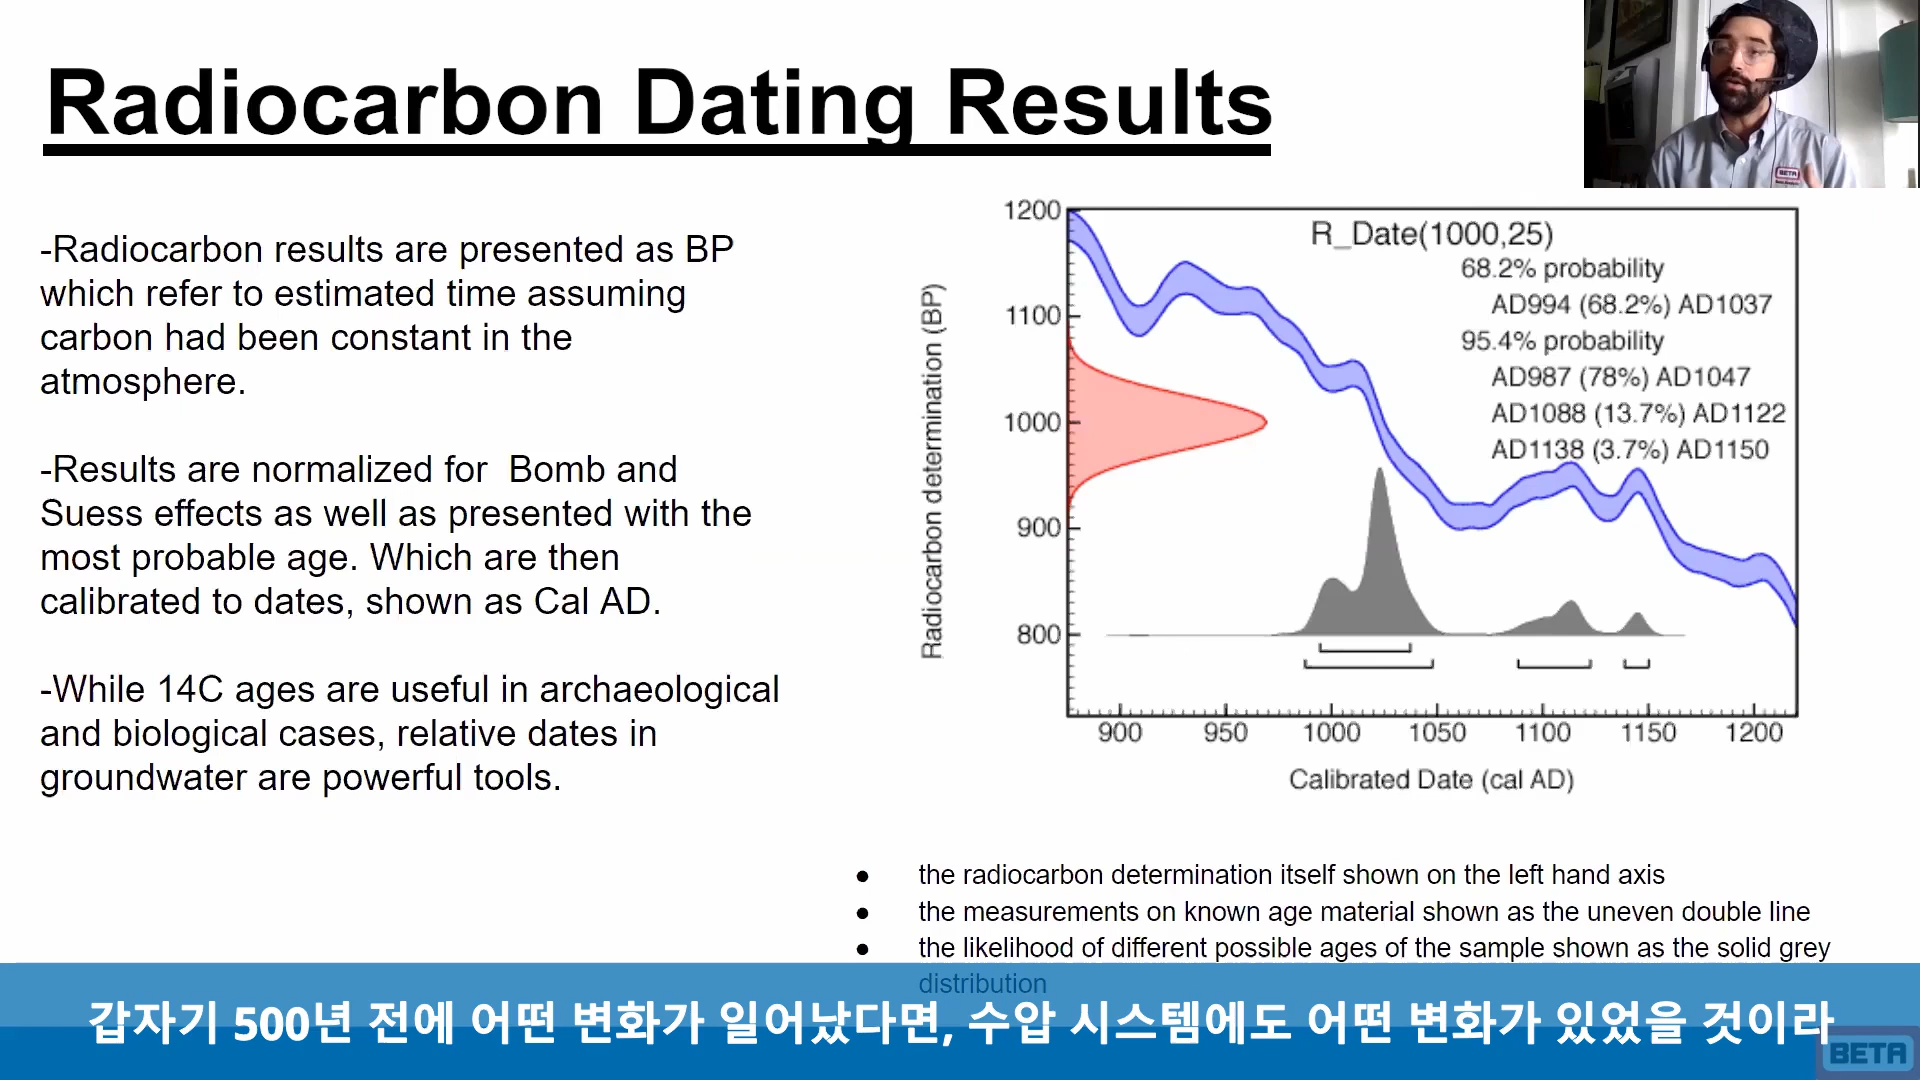 Radiocarbon Dating Results
-Radiocarbon results are presented as BP
which refer to estimated time assuming
carbon had been constant in the
atmosphere.
-Results are normalized for  Bomb and
Suess effects as well as presented with the
most probable age. Which are then
calibrated to dates, shown as Cal AD.
-While 14C ages are useful in archaeological
and biological cases, relative dates in
groundwater are powerful tools.
BETA
R_Date(1000,25)
68.2% probability
AD994 (68.2%) AD1037
95.4% probability
AD987 (78%) AD1047
AD1088 (13.7%) AD1122
AD1138 (3.7%) AD1150
Radiocarbon determination (BP)
1200
1100
1000
900
800
900 950 1000 1050 1100 1150 1200
Calibrated Date (cal AD)
● the radiocarbon determination itself shown on the left hand axis
● the measurements on known age material shown as the uneven double line
● the likelihood of different possible ages of the sample shown as the solid grey
distribution
갑자기 500년 전에 어떤 변화가 일어났다면, 수압 시스템에도 어떤 변화가 있었을 것이라
BETA